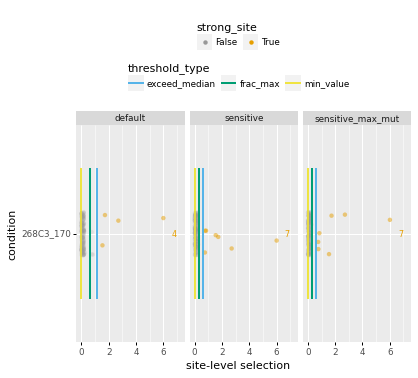 strong_site
False True
threshold_type
exceed_median frac_max min_value
default sensitive sensitive_max_mut
condition
268C3_170
4 7 7
0 2 4 6 0 2 4 6 0 2 4 6
site-level selection